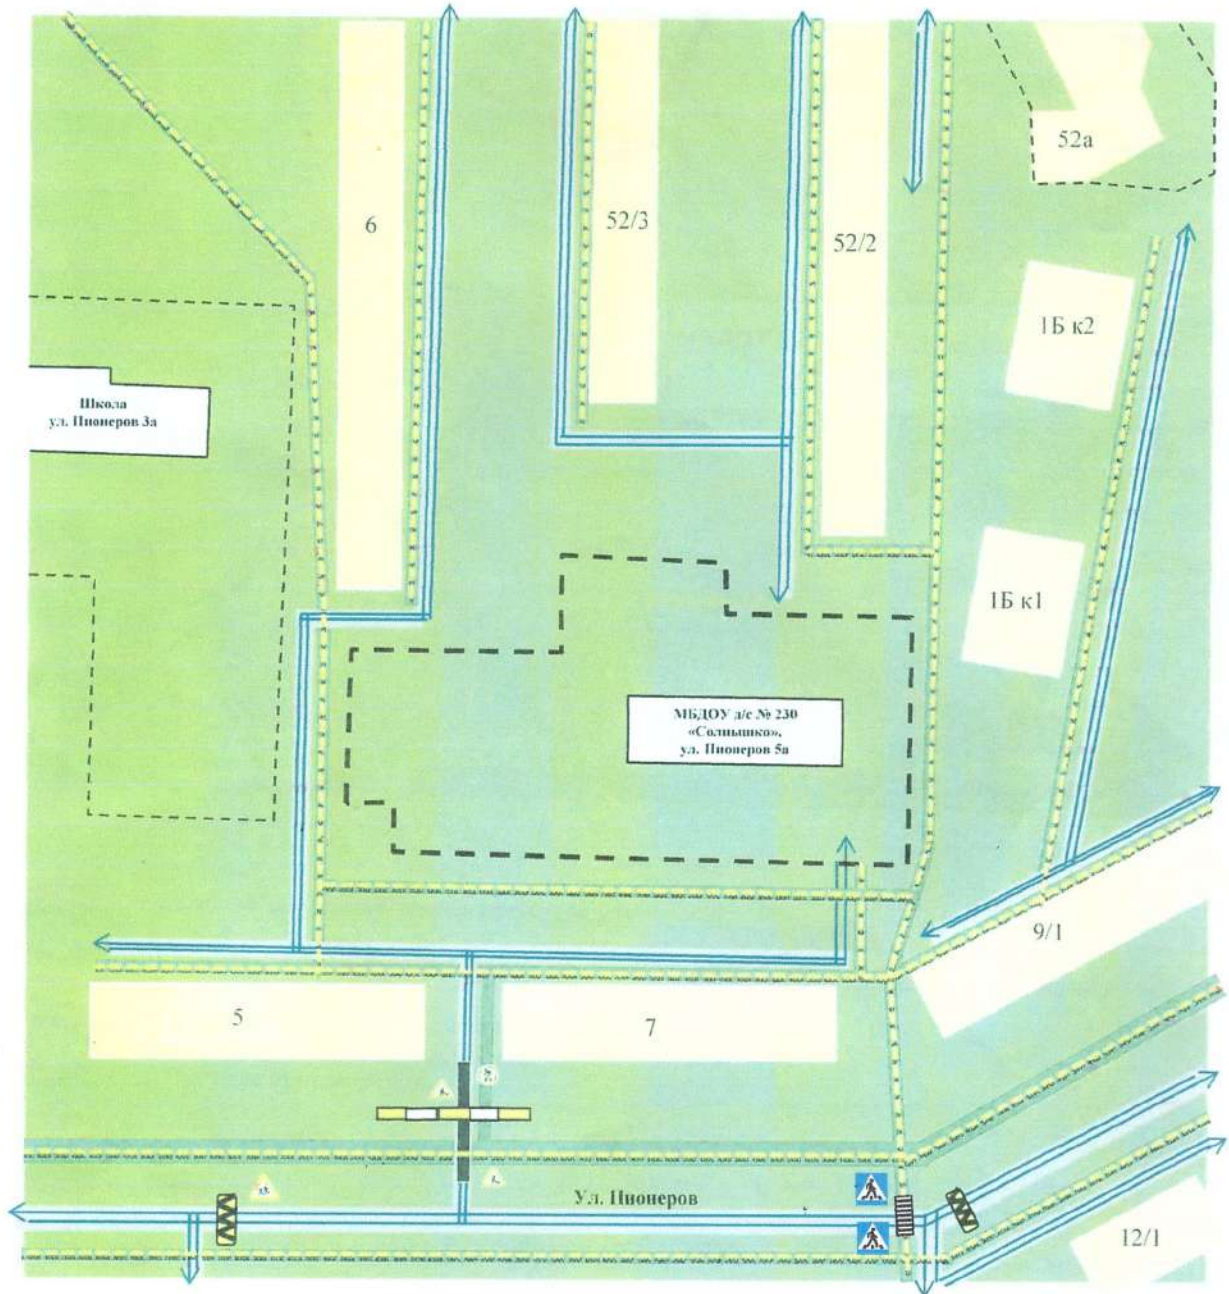 52а
6
52/3
52/2
1Б к2
Школа
ул. Пионеров 3а
1Б к1
МБДОУ д/с № 230
«Солнышко»,
ул. Пионеров 5а
9/1
5
7
Ул. Пионеров
12/1